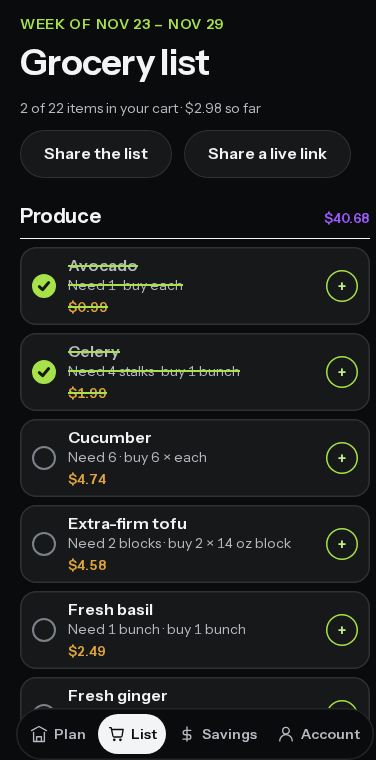 WEEK OF NOV 23 – NOV 29
Grocery list
2 of 22 items in your cart · $2.98 so far
Share the list
Share a live link
Produce
$40.68
Avocado
Need 1 · buy each
$0.99
+
Celery
Need 4 stalks · buy 1 bunch
$1.99
+
Cucumber
Need 6 · buy 6 × each
$4.74
+
Extra-firm tofu
Need 2 blocks · buy 2 × 14 oz block
$4.58
+
Fresh basil
Need 1 bunch · buy 1 bunch
$2.49
+
Fresh ginger
Plan
List
Savings
Account